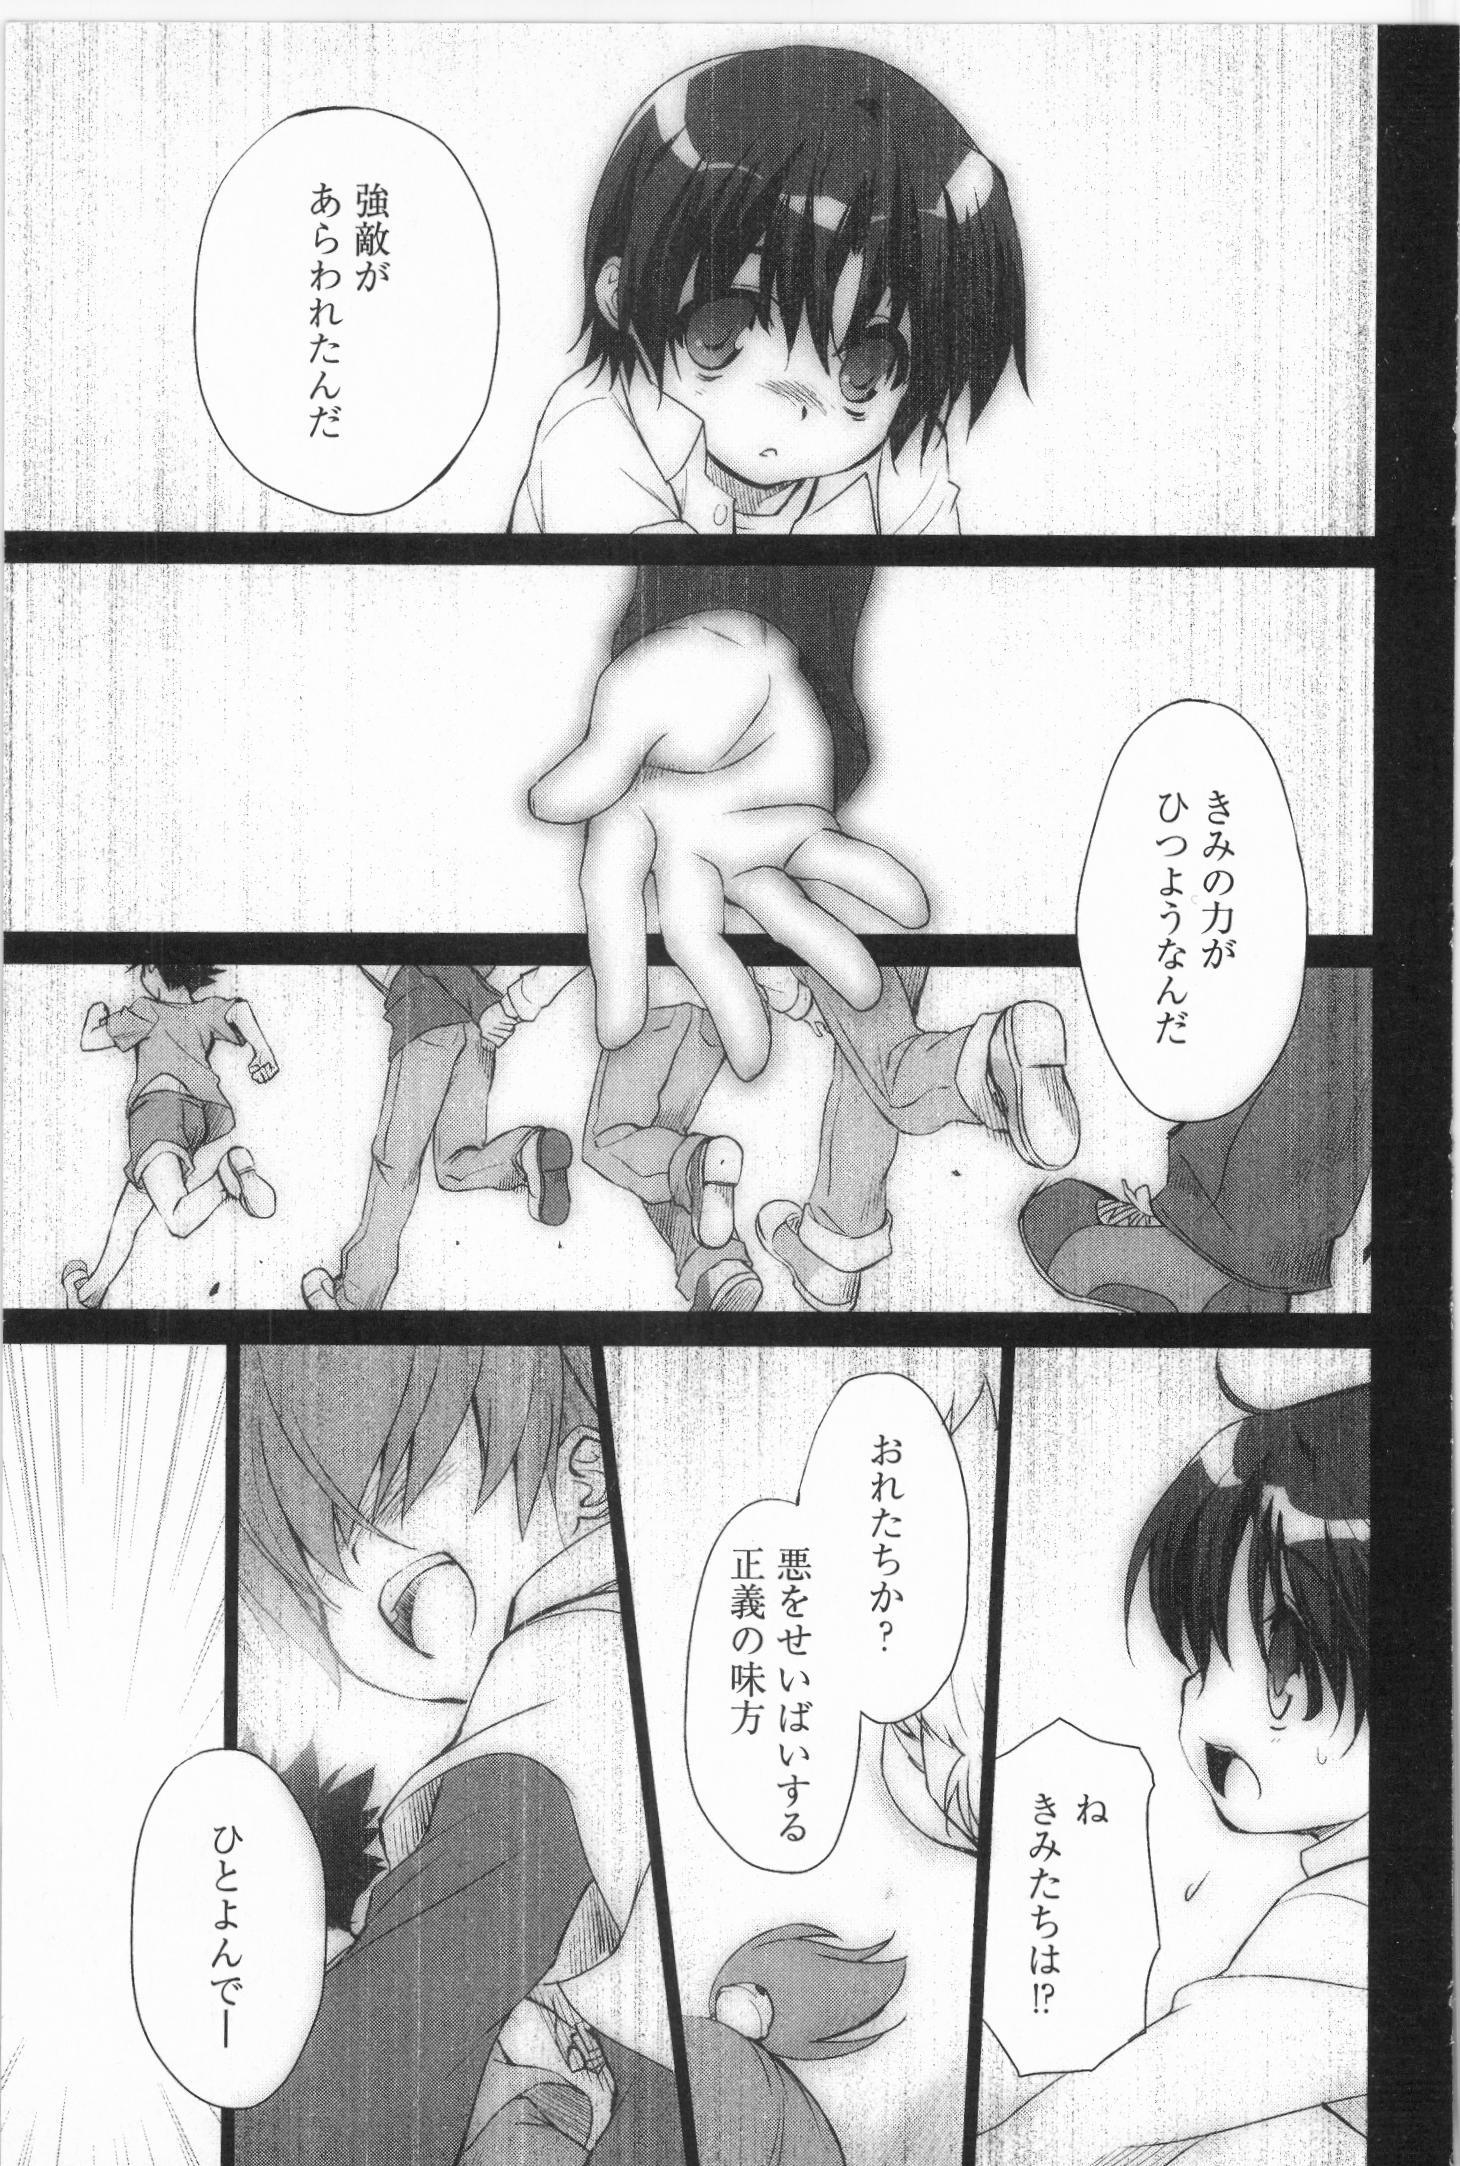 強敵が
あらわれたんだ
きみの力が
ひつようなんだ
ね
きみたちは!?
おれたちか?
悪をせいばいする
正義の味方
ひとよんで―